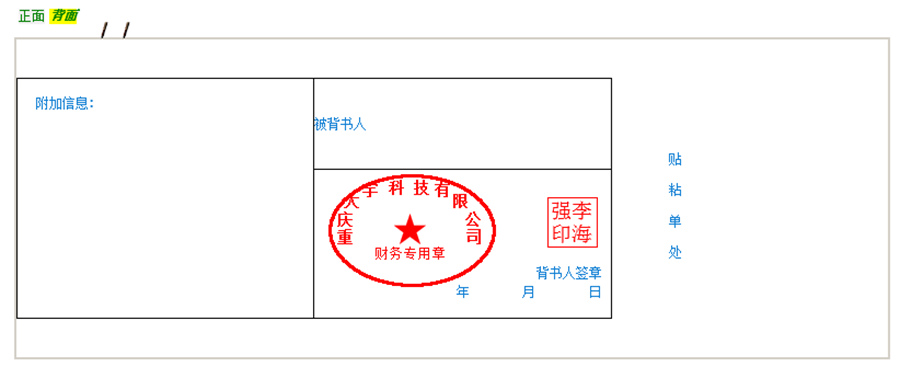 正面 背面
附加信息:
被背书人
重庆大宇科技有限公司
财务专用章
李海
强印
背书人签章
年 月 日
贴
粘
单
处